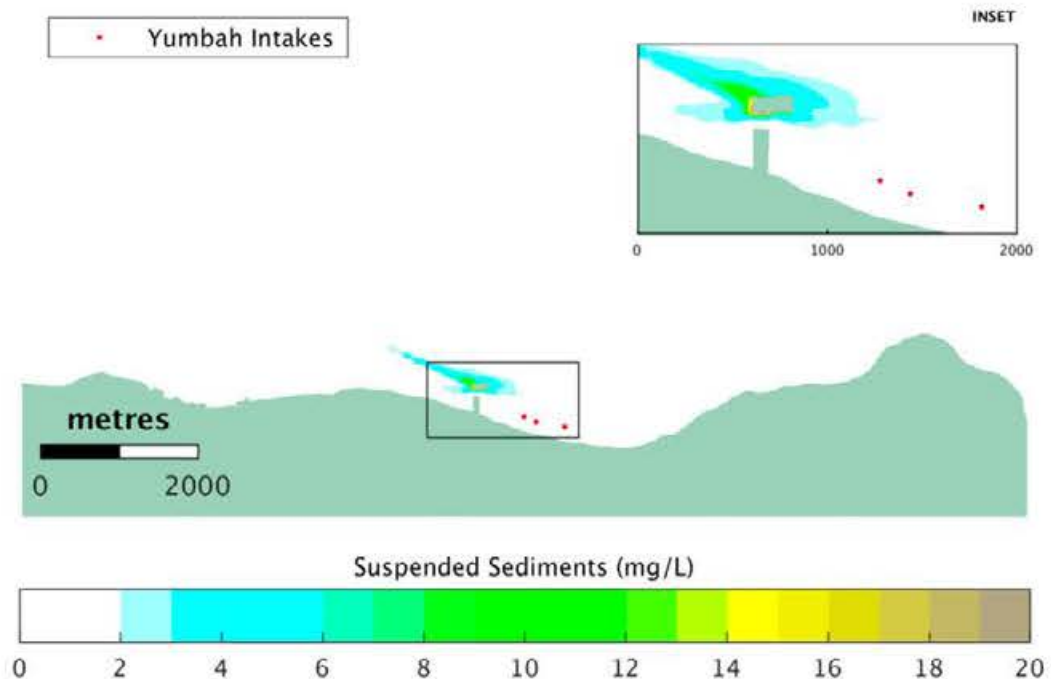 INSET
Yumbah Intakes
0 1000 2000
metres
0 2000
Suspended Sediments (mg/L)
0 2 4 6 8 10 12 14 16 18 20